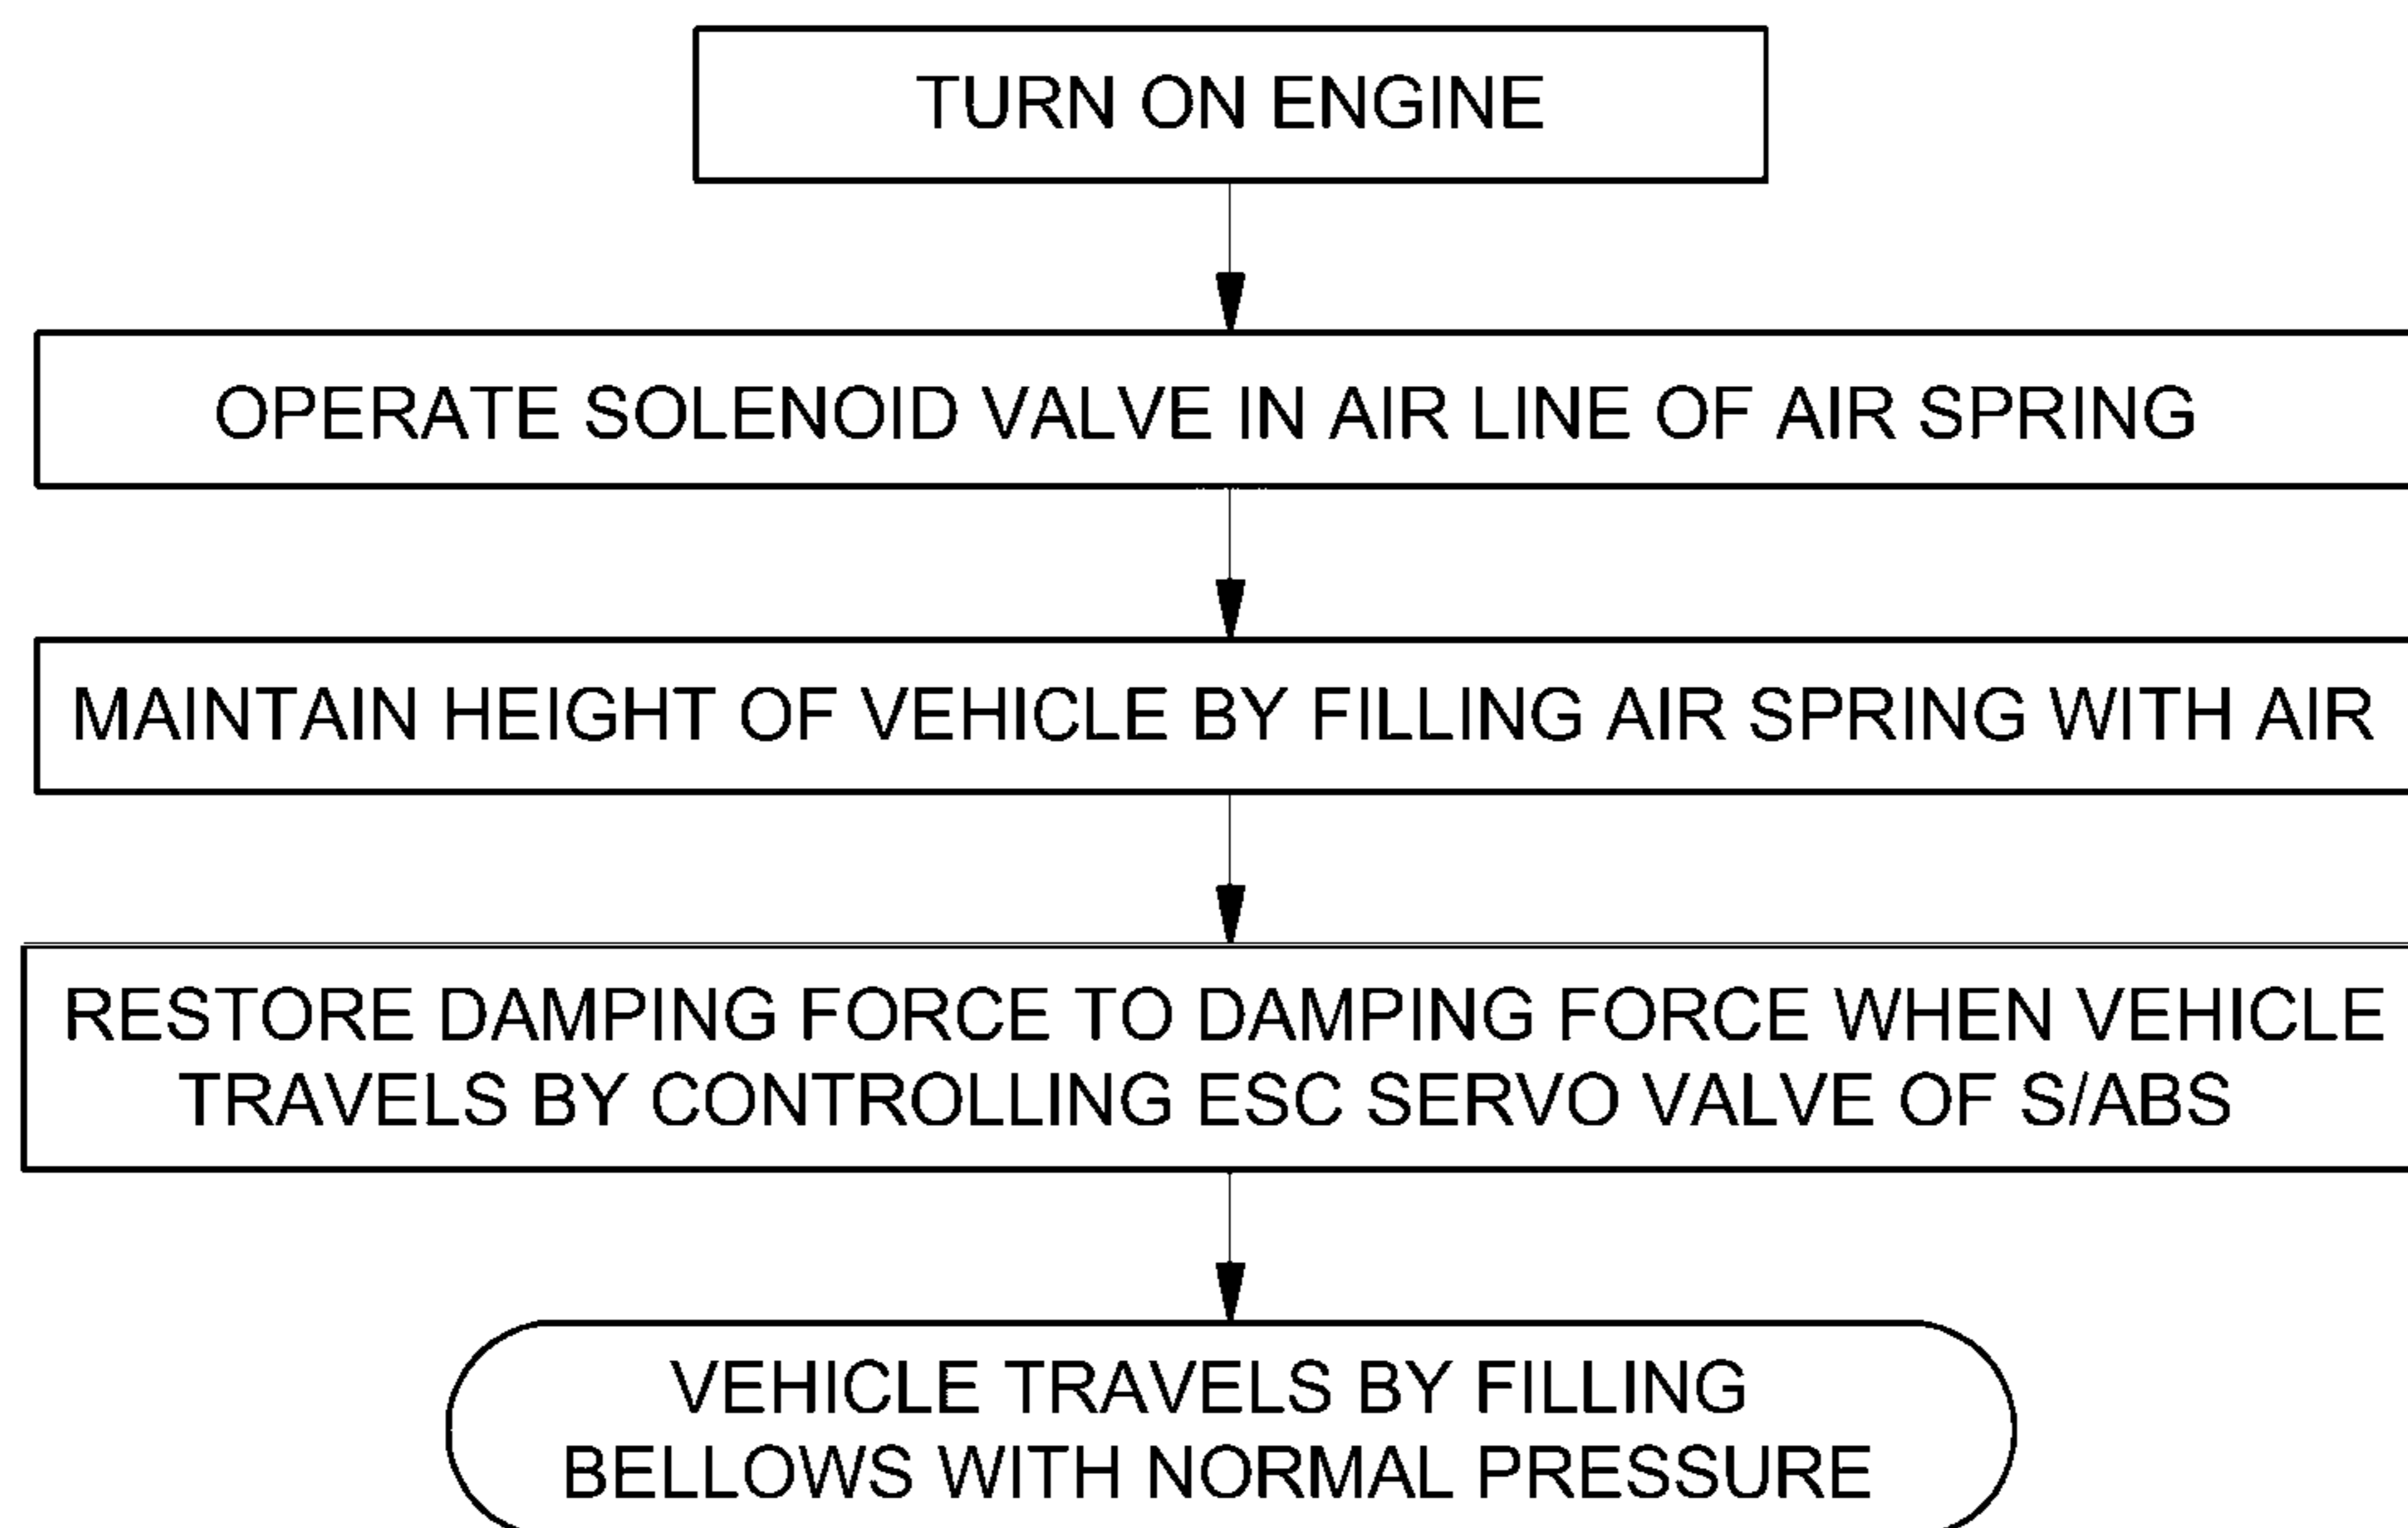 TURN ON ENGINE
OPERATE SOLENOID VALVE IN AIR LINE OF AIR SPRING
MAINTAIN HEIGHT OF VEHICLE BY FILLING AIR SPRING WITH AIR
RESTORE DAMPING FORCE TO DAMPING FORCE WHEN VEHICLE
TRAVELS BY CONTROLLING ESC SERVO VALVE OF S/ABS
VEHICLE TRAVELS BY FILLING
BELLOWS WITH NORMAL PRESSURE